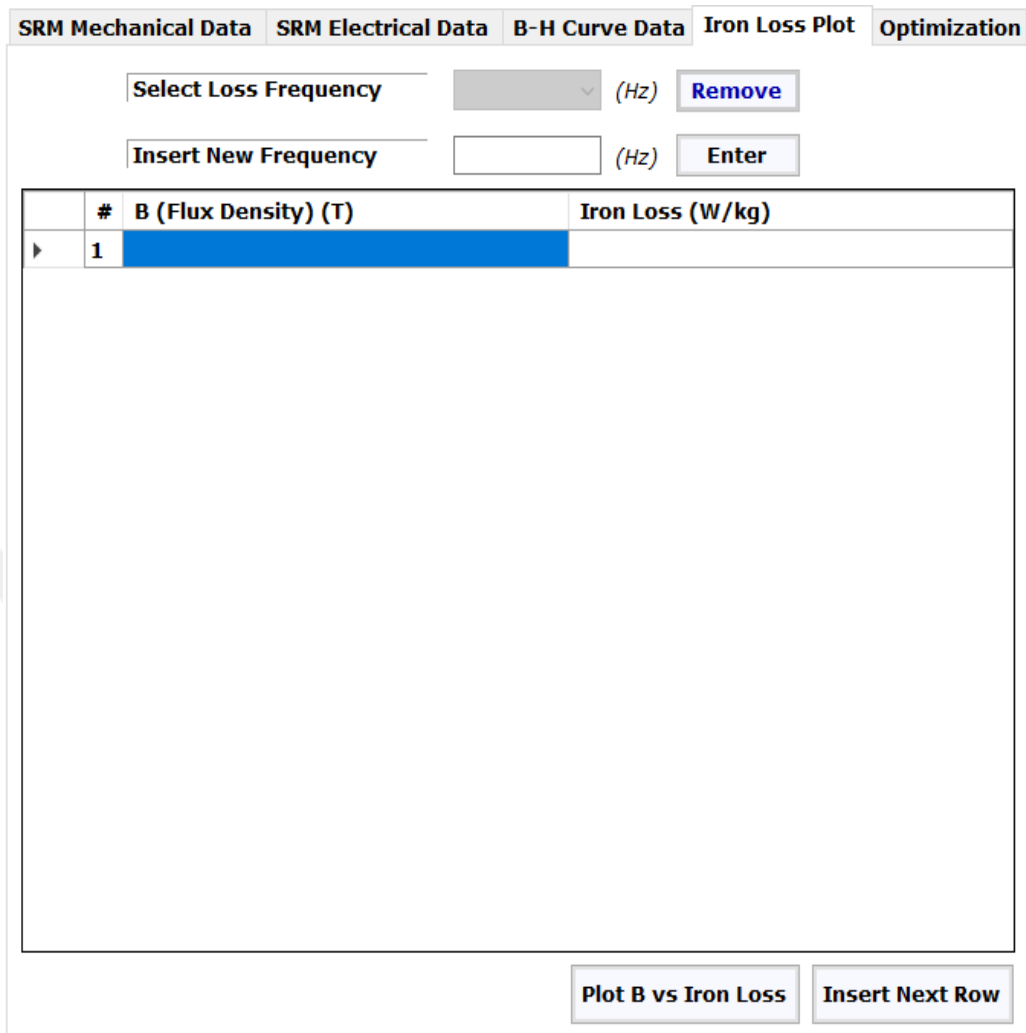 SRM Mechanical Data SRM Electrical Data B-H Curve Data Iron Loss Plot Optimization
Select Loss Frequency (Hz) Remove
Insert New Frequency (Hz) Enter
# B (Flux Density) (T) Iron Loss (W/kg)
1
Plot B vs Iron Loss Insert Next Row